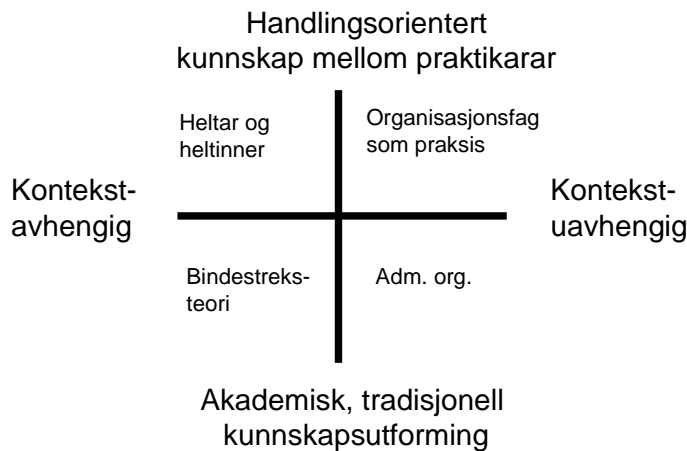 Handlingsorientert
kunnskap mellom praktikarar
Heltar og
heltinner
Organisasjonsfag
som praksis
Kontekst-
avhengig
Kontekst-
uavhengig
Bindestreks-
teori
Adm. org.
Akademisk, tradisjonell
kunnskapsutforming